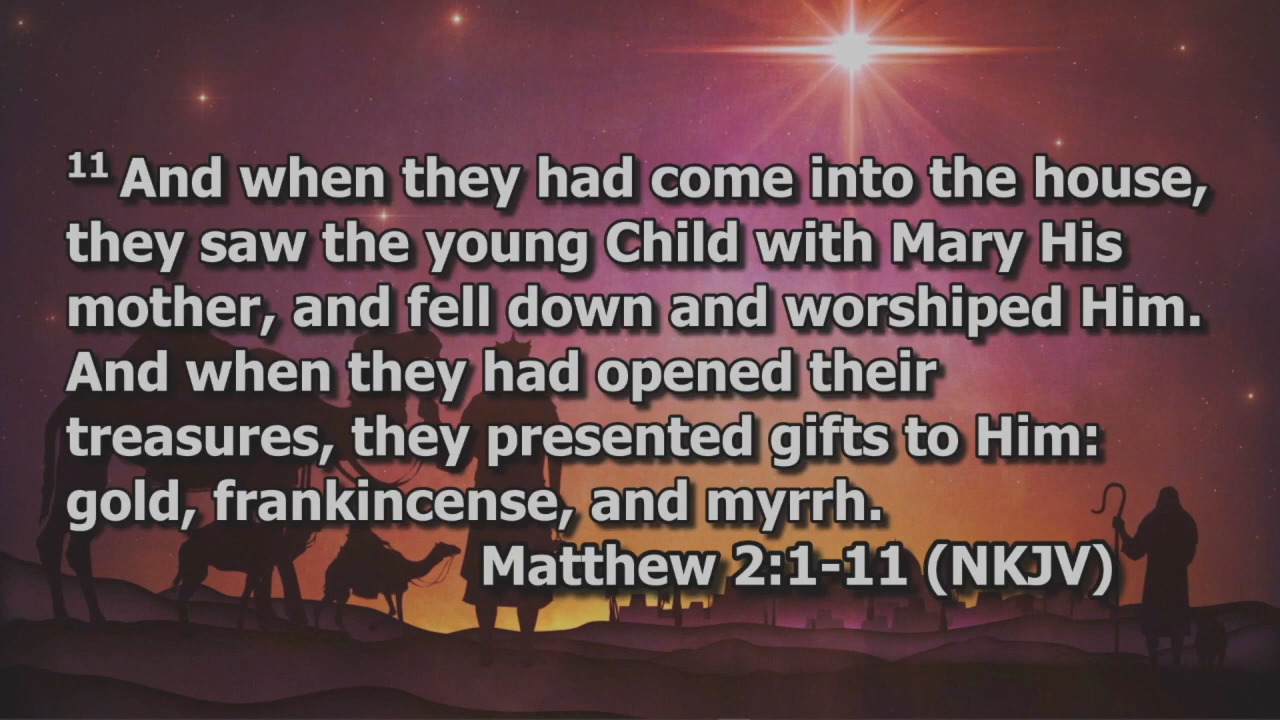 11 And when they had come into the house,
they saw the young Child with Mary His
mother, and fell down and worshiped Him.
And when they had opened their
treasures, they presented gifts to Him:
gold, frankincense, and myrrh.
Matthew 2:1-11 (NKJV)